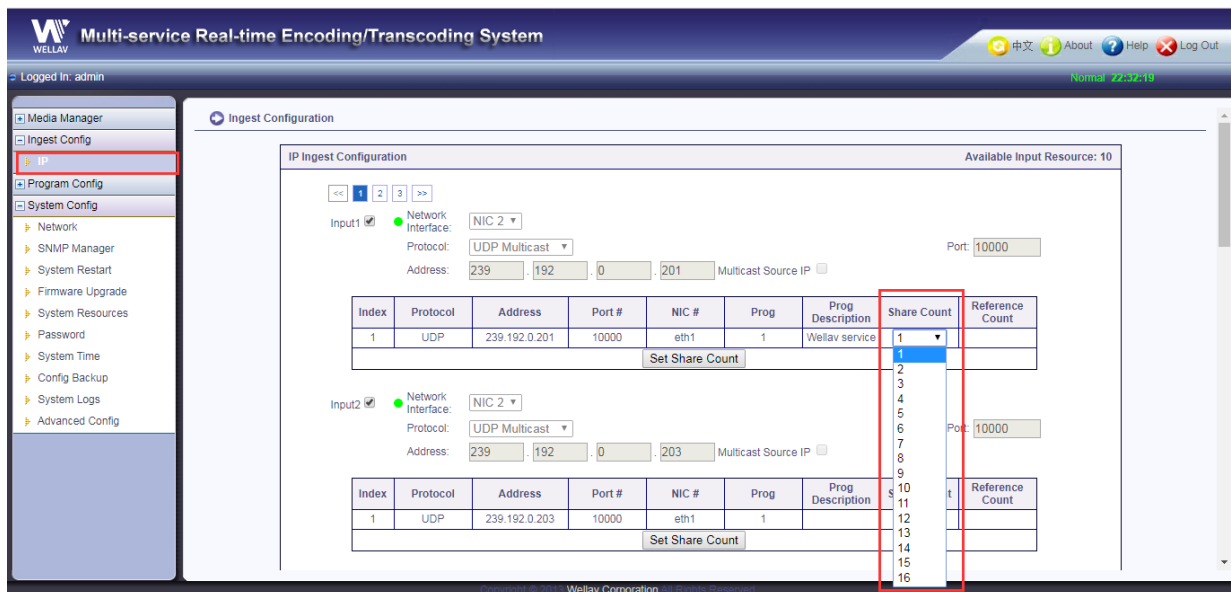 WELLAV
Multi-service Real-time Encoding/Transcoding System
中文 About Help Log Out
Logged In: admin
Normal 22:32:19
Media Manager
Ingest Config
IP
Program Config
System Config
Network
SNMP Manager
System Restart
Firmware Upgrade
System Resources
Password
System Time
Config Backup
System Logs
Advanced Config
Ingest Configuration
IP Ingest Configuration Available Input Resource: 10
<< 1 2 3 >>
Input1 Network Interface: NIC 2
Protocol: UDP Multicast Port: 10000
Address: 239 . 192 . 0 . 201 Multicast Source IP
Index Protocol Address Port # NIC # Prog Prog Description Share Count Reference Count
1 UDP 239.192.0.201 10000 eth1 1 Wellav service 1
Set Share Count
1
2
3
4
5
6
7
8
9
10
11
12
13
14
15
16
Input2 Network Interface: NIC 2
Protocol: UDP Multicast Port: 10000
Address: 239 . 192 . 0 . 203 Multicast Source IP
Index Protocol Address Port # NIC # Prog Prog Description S t Reference Count
1 UDP 239.192.0.203 10000 eth1 1
Set Share Count
Copyright © 2013 Wellav Corporation All Rights Reserved